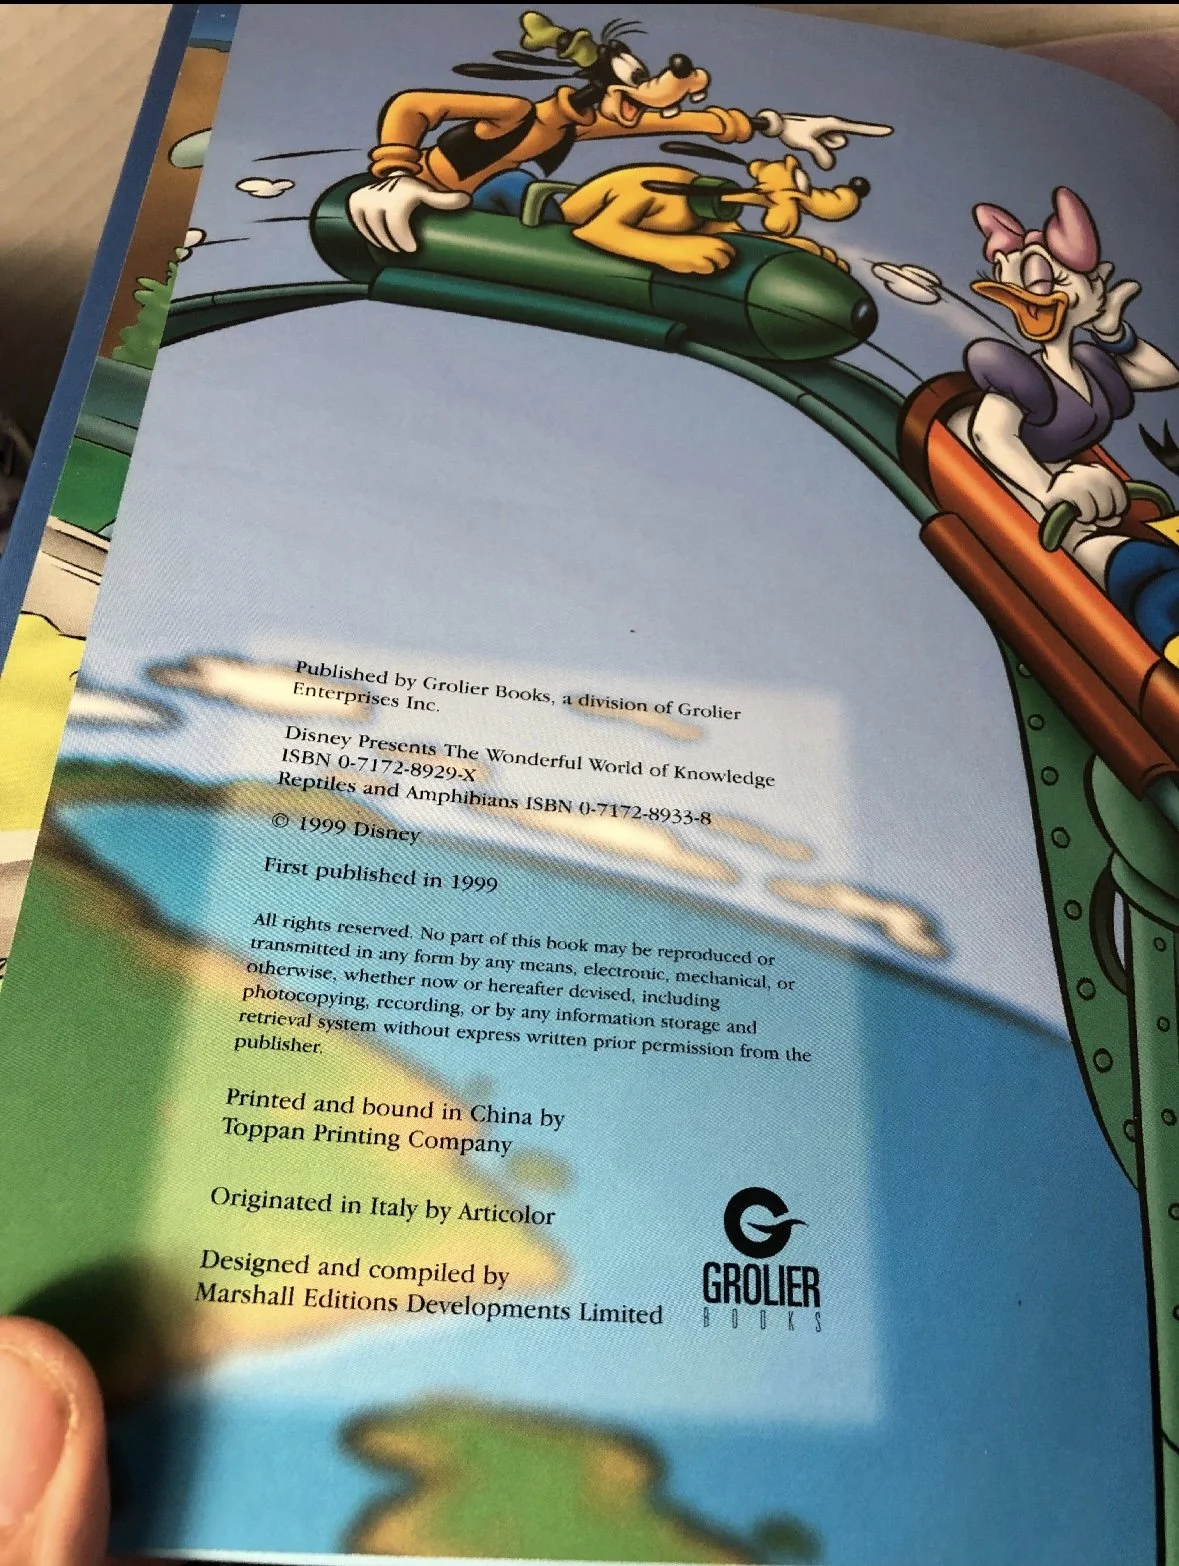 Published by Grolier Books, a division of Grolier
Enterprises Inc.
Disney Presents The Wonderful World of Knowledge
ISBN 0-7172-8929-X
Reptiles and Amphibians ISBN 0-7172-8933-8
© 1999 Disney
First published in 1999
All rights reserved. No part of this book may be reproduced or
transmitted in any form by any means, electronic, mechanical, or
otherwise, whether now or hereafter devised, including
photocopying, recording, or by any information storage and
retrieval system without express written prior permission from the
publisher.
Printed and bound in China by
Toppan Printing Company
Originated in Italy by Articolor
Designed and compiled by
Marshall Editions Developments Limited
GROLIER
BOOKS